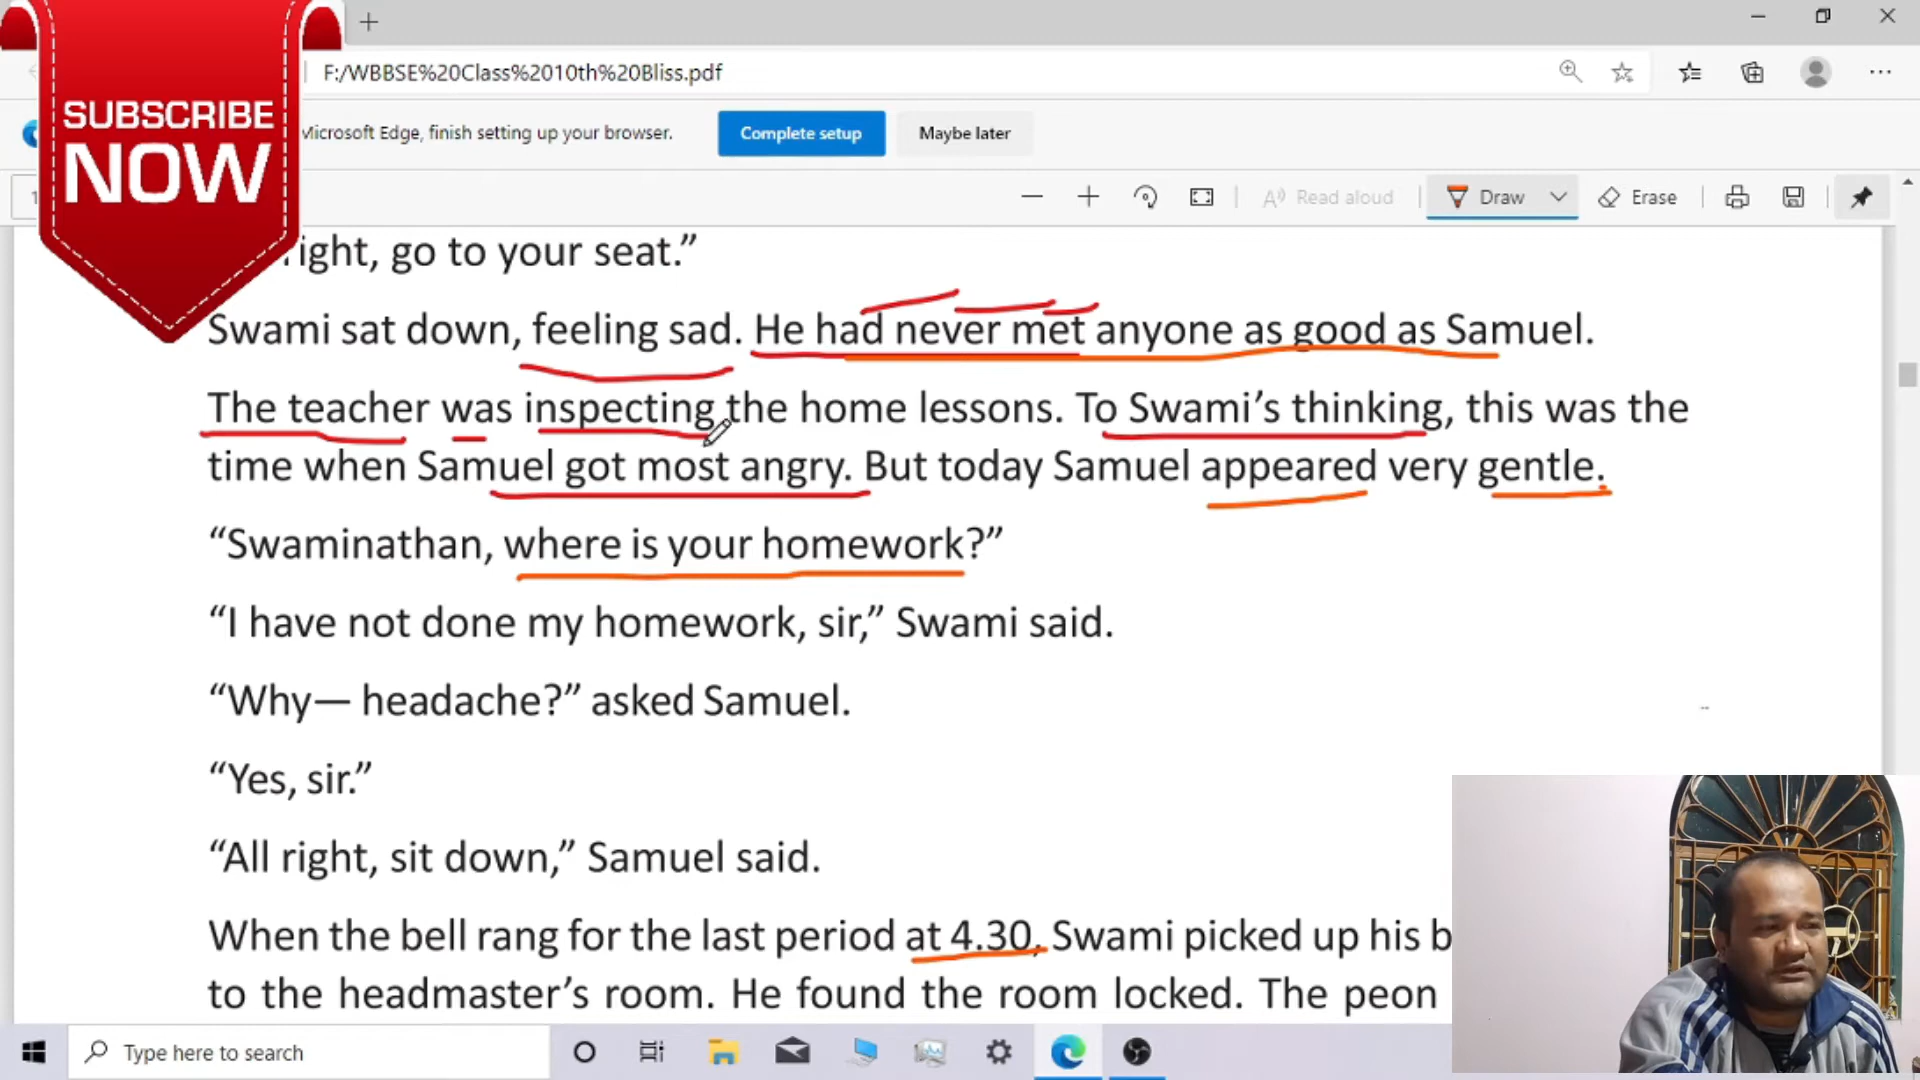 F:/WBBSE%20Class%2010th%20Bliss.pdf
SUBSCRIBE
NOW
Microsoft Edge, finish setting up your browser.
Complete setup
Maybe later
Read aloud
Draw
Erase
right, go to your seat.”
Swami sat down, feeling sad. He had never met anyone as good as Samuel.
The teacher was inspecting the home lessons. To Swami’s thinking, this was the
time when Samuel got most angry. But today Samuel appeared very gentle.
“Swaminathan, where is your homework?”
“I have not done my homework, sir,” Swami said.
“Why— headache?” asked Samuel.
“Yes, sir.”
“All right, sit down,” Samuel said.
When the bell rang for the last period at 4.30, Swami picked up his b
to the headmaster’s room. He found the room locked. The peon
Type here to search